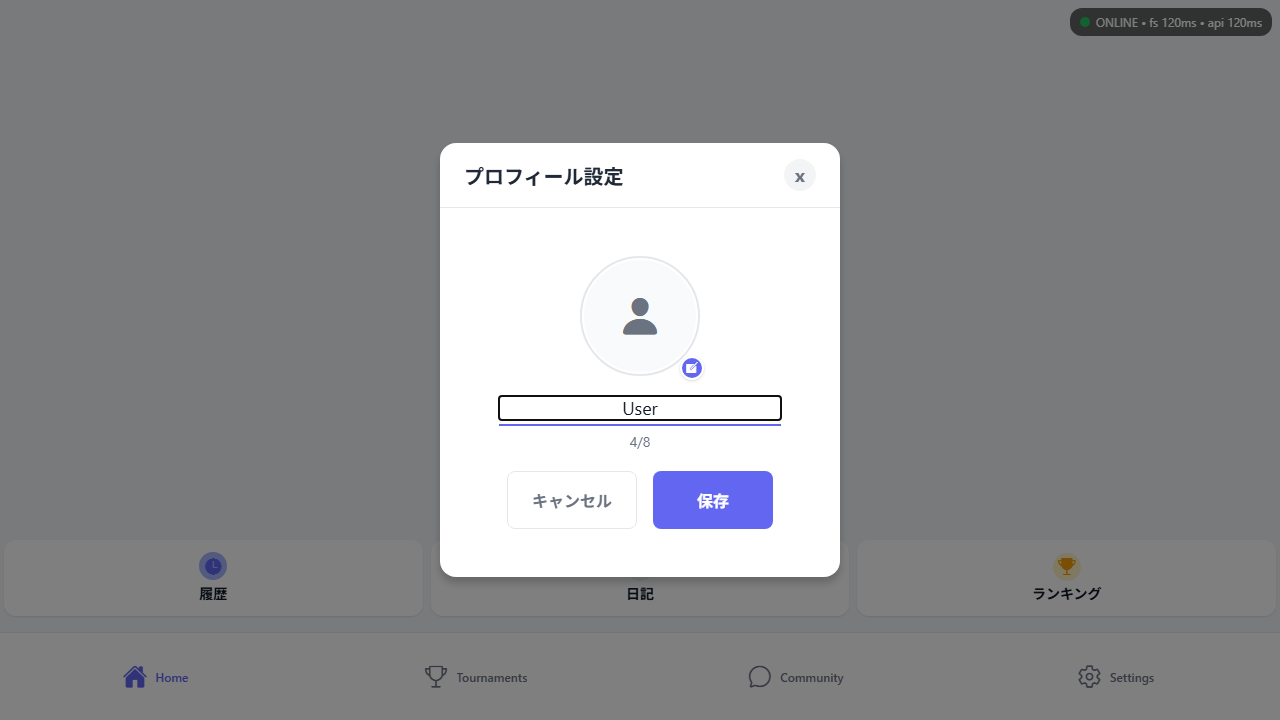 ONLINE • fs 120ms • api 120ms
プロフィール設定
x
User
4/8
キャンセル
保存
履歴
日記
ランキング
Home
Tournaments
Community
Settings